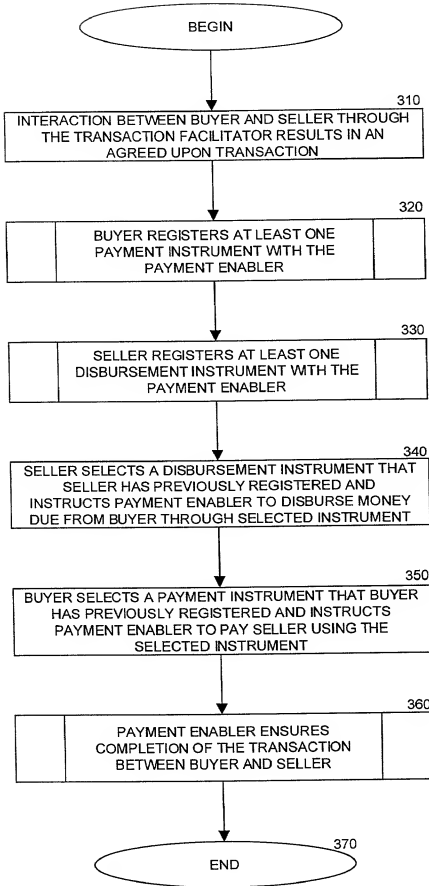 BEGIN
310
INTERACTION BETWEEN BUYER AND SELLER THROUGH
THE TRANSACTION FACILITATOR RESULTS IN AN
AGREED UPON TRANSACTION
320
BUYER REGISTERS AT LEAST ONE
PAYMENT INSTRUMENT WITH THE
PAYMENT ENABLER
330
SELLER REGISTERS AT LEAST ONE
DISBURSEMENT INSTRUMENT WITH THE
PAYMENT ENABLER
340
SELLER SELECTS A DISBURSEMENT INSTRUMENT THAT
SELLER HAS PREVIOUSLY REGISTERED AND
INSTRUCTS PAYMENT ENABLER TO DISBURSE MONEY
DUE FROM BUYER THROUGH SELECTED INSTRUMENT
350
BUYER SELECTS A PAYMENT INSTRUMENT THAT BUYER
HAS PREVIOUSLY REGISTERED AND INSTRUCTS
PAYMENT ENABLER TO PAY SELLER USING THE
SELECTED INSTRUMENT
360
PAYMENT ENABLER ENSURES
COMPLETION OF THE TRANSACTION
BETWEEN BUYER AND SELLER
370
END